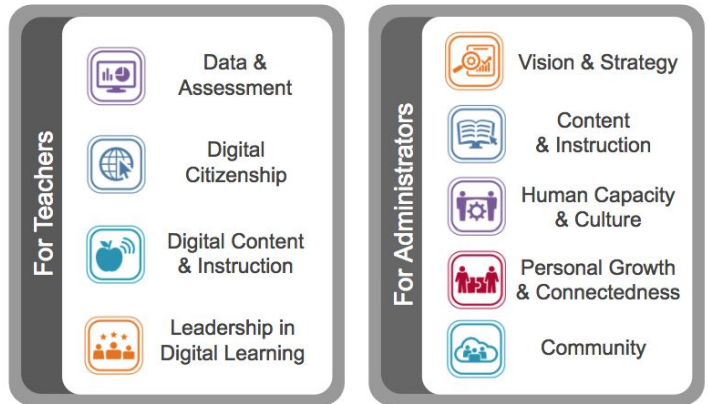 For Teachers
Data &
Assessment
Digital
Citizenship
Digital Content
& Instruction
Leadership in
Digital Learning
For Administrators
Vision & Strategy
Content
& Instruction
Human Capacity
& Culture
Personal Growth
& Connectedness
Community